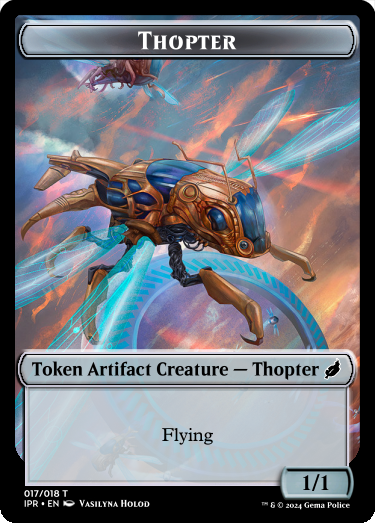 Thopter
Token Artifact Creature — Thopter
Flying
1/1
017/018 T
IPR • EN Vasilyna Holod
™ & © 2024 Gema Police